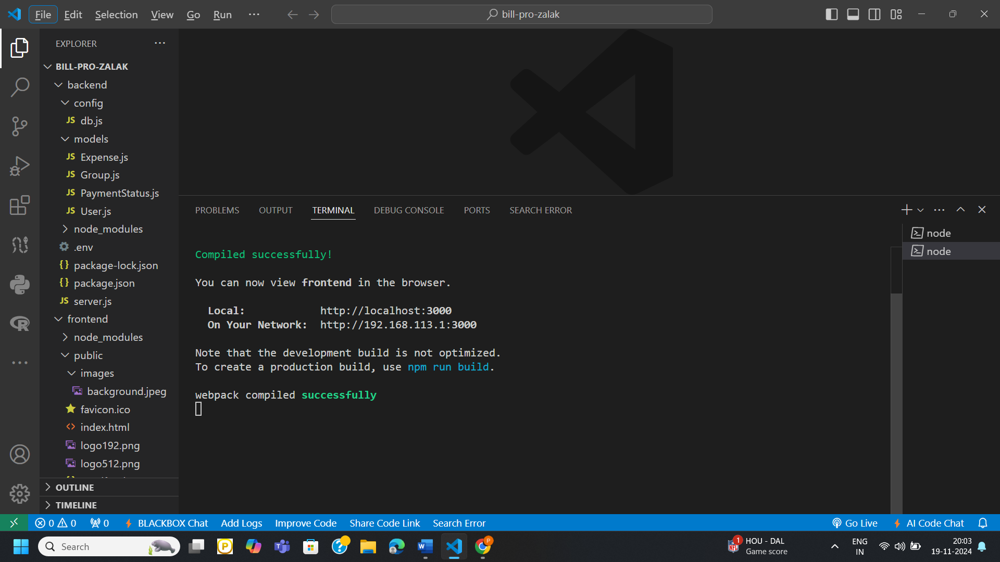 File Edit Selection View Go Run ···
bill-pro-zalak
EXPLORER
BILL-PRO-ZALAK
backend
config
JS db.js
models
JS Expense.js
JS Group.js
JS PaymentStatus.js
JS User.js
node_modules
.env
{} package-lock.json
{} package.json
JS server.js
frontend
node_modules
public
images
background.jpeg
favicon.ico
<> index.html
logo192.png
logo512.png
OUTLINE
TIMELINE
PROBLEMS OUTPUT TERMINAL DEBUG CONSOLE PORTS SEARCH ERROR
node
node
Compiled successfully!
You can now view frontend in the browser.
Local: http://localhost:3000
On Your Network: http://192.168.113.1:3000
Note that the development build is not optimized.
To create a production build, use npm run build.
webpack compiled successfully
0 0 0 BLACKBOX Chat Add Logs Improve Code Share Code Link Search Error Go Live AI Code Chat
Search
1 HOU - DAL
Game score
ENG
IN
20:03
19-11-2024